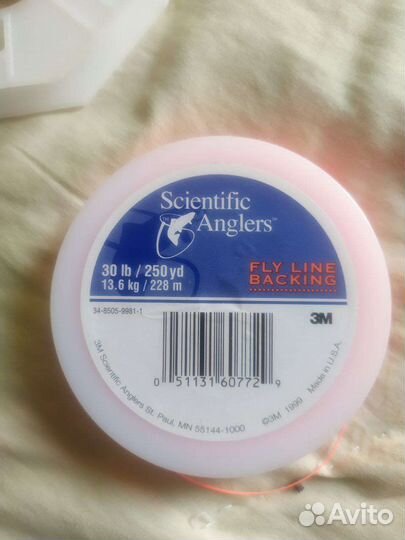 Scientific
Anglers™
30 lb / 250 yd
13.6 kg / 228 m
FLY LINE
BACKING
34-8505-9981-1
3M
0 51131 60772 9
3M Scientific Anglers St. Paul, MN 55144-1000
©3M 1999
Made in U.S.A.
Avito